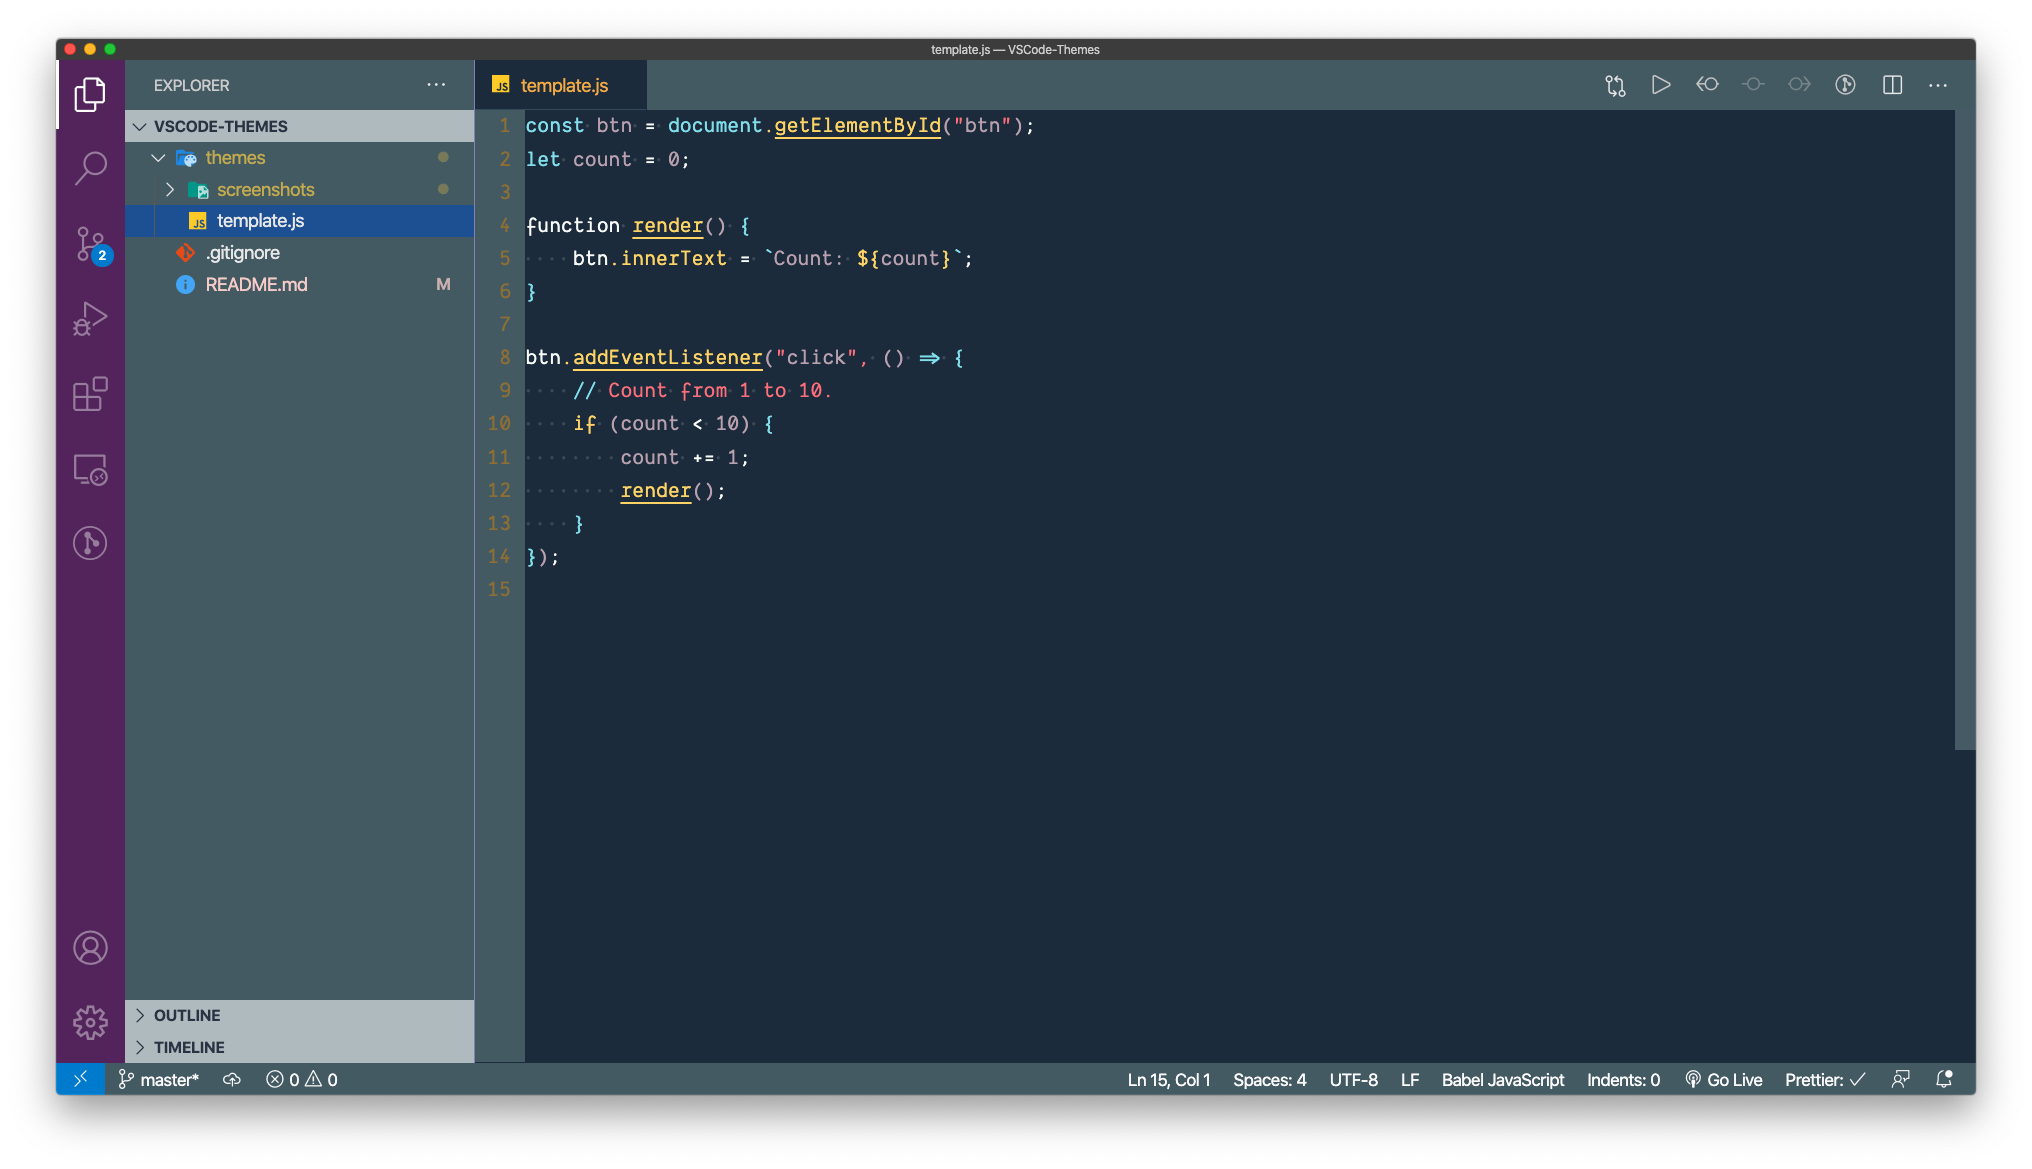 template.js — VSCode-Themes
EXPLORER
JS template.js
VSCODE-THEMES
themes
screenshots
JS template.js
.gitignore
README.md M
2
1 const btn = document.getElementById("btn");
2 let count = 0;
3
4 function render() {
5 btn.innerText = `Count: ${count}`;
6 }
7
8 btn.addEventListener("click", () => {
9 // Count from 1 to 10.
10 if (count < 10) {
11 count += 1;
12 render();
13 }
14 });
15
OUTLINE
TIMELINE
master* 0 0 Ln 15, Col 1 Spaces: 4 UTF-8 LF Babel JavaScript Indents: 0 Go Live Prettier: ✓